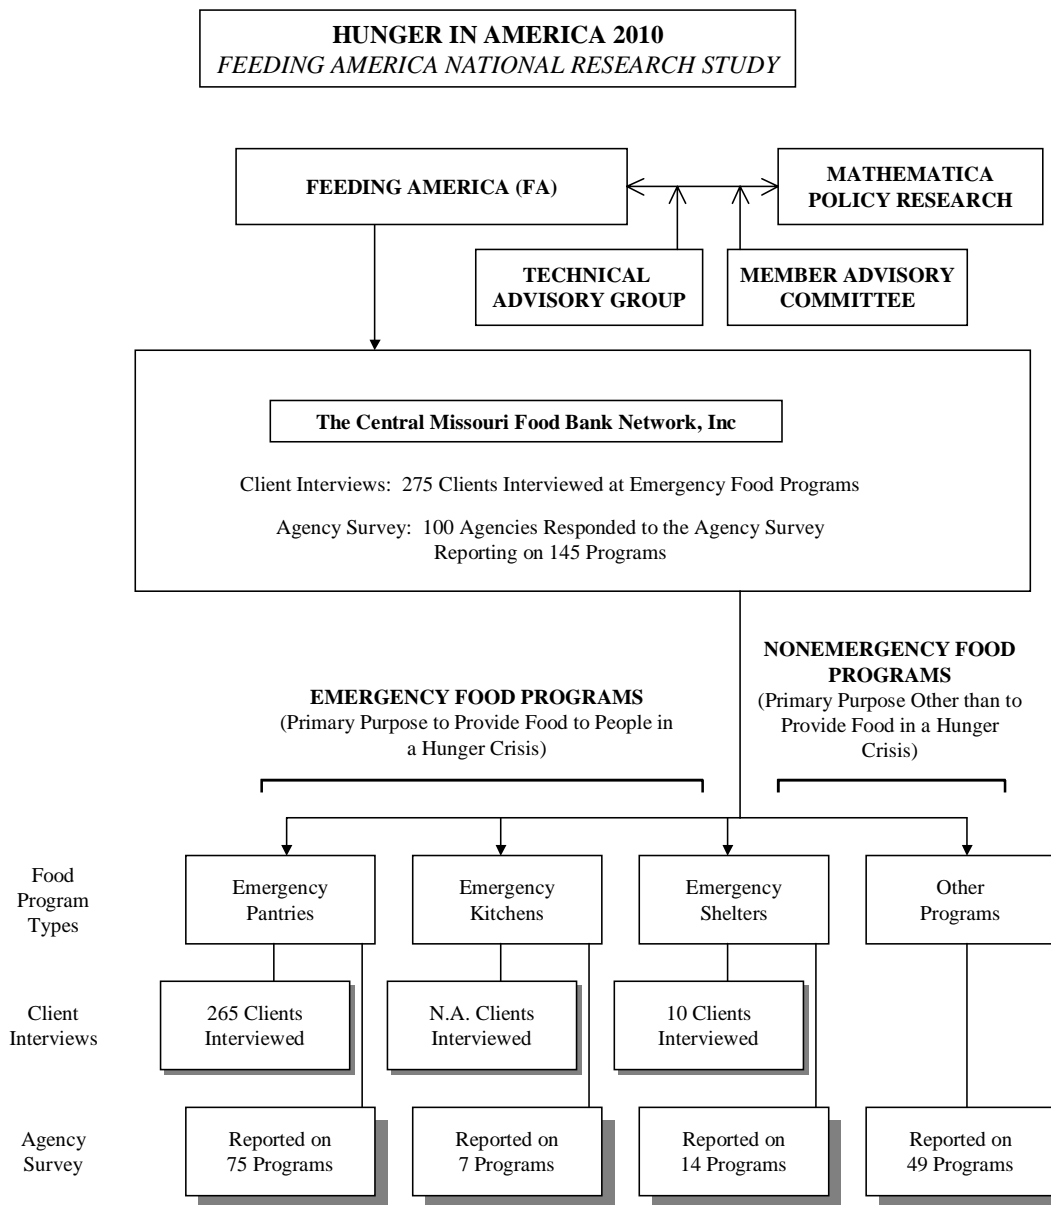 HUNGER IN AMERICA 2010
FEEDING AMERICA NATIONAL RESEARCH STUDY
FEEDING AMERICA (FA)
MATHEMATICA
POLICY RESEARCH
TECHNICAL
ADVISORY GROUP
MEMBER ADVISORY
COMMITTEE
The Central Missouri Food Bank Network, Inc
Client Interviews:  275 Clients Interviewed at Emergency Food Programs
Agency Survey:  100 Agencies Responded to the Agency Survey
Reporting on 145 Programs
EMERGENCY FOOD PROGRAMS
(Primary Purpose to Provide Food to People in
a Hunger Crisis)
NONEMERGENCY FOOD
PROGRAMS
(Primary Purpose Other than to
Provide Food in a Hunger
Crisis)
Food
Program
Types
Emergency
Pantries
Emergency
Kitchens
Emergency
Shelters
Other
Programs
Client
Interviews
265 Clients
Interviewed
N.A. Clients
Interviewed
10 Clients
Interviewed
Agency
Survey
Reported on
75 Programs
Reported on
7 Programs
Reported on
14 Programs
Reported on
49 Programs